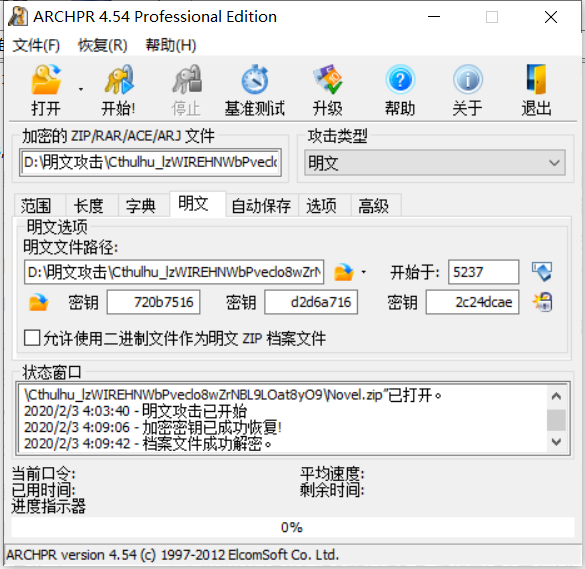 ARCHPR 4.54 Professional Edition
文件(F) 恢复(R) 帮助(H)
打开 开始! 停止 基准测试 升级 帮助 关于 退出
加密的 ZIP/RAR/ACE/ARJ 文件
攻击类型
D:\明文攻击\Cthulhu_lzWIREHNWbPveclo
明文
范围 长度 字典 明文 自动保存 选项 高级
明文选项
明文文件路径:
D:\明文攻击\Cthulhu_lzWIREHNWbPveclo8wZrN 开始于: 5237
密钥 720b7516 密钥 d2d6a716 密钥 2c24dcae
允许使用二进制文件作为明文 ZIP 档案文件
状态窗口
\Cthulhu_lzWIREHNWbPveclo8wZrNBL9LOat8yO9\Novel.zip”已打开。
2020/2/3 4:03:40 - 明文攻击已开始
2020/2/3 4:09:06 - 加密密钥已成功恢复!
2020/2/3 4:09:42 - 档案文件成功解密。
当前口令: 平均速度:
已用时间: 剩余时间:
进度指示器
0%
ARCHPR version 4.54 (c) 1997-2012 ElcomSoft Co. Ltd.